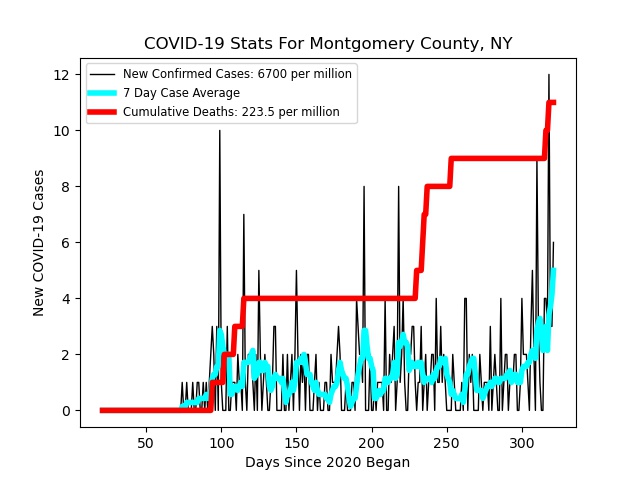 COVID-19 Stats For Montgomery County, NY
New Confirmed Cases: 6700 per million
7 Day Case Average
Cumulative Deaths: 223.5 per million
New COVID-19 Cases
12
10
8
6
4
2
0
50 100 150 200 250 300
Days Since 2020 Began